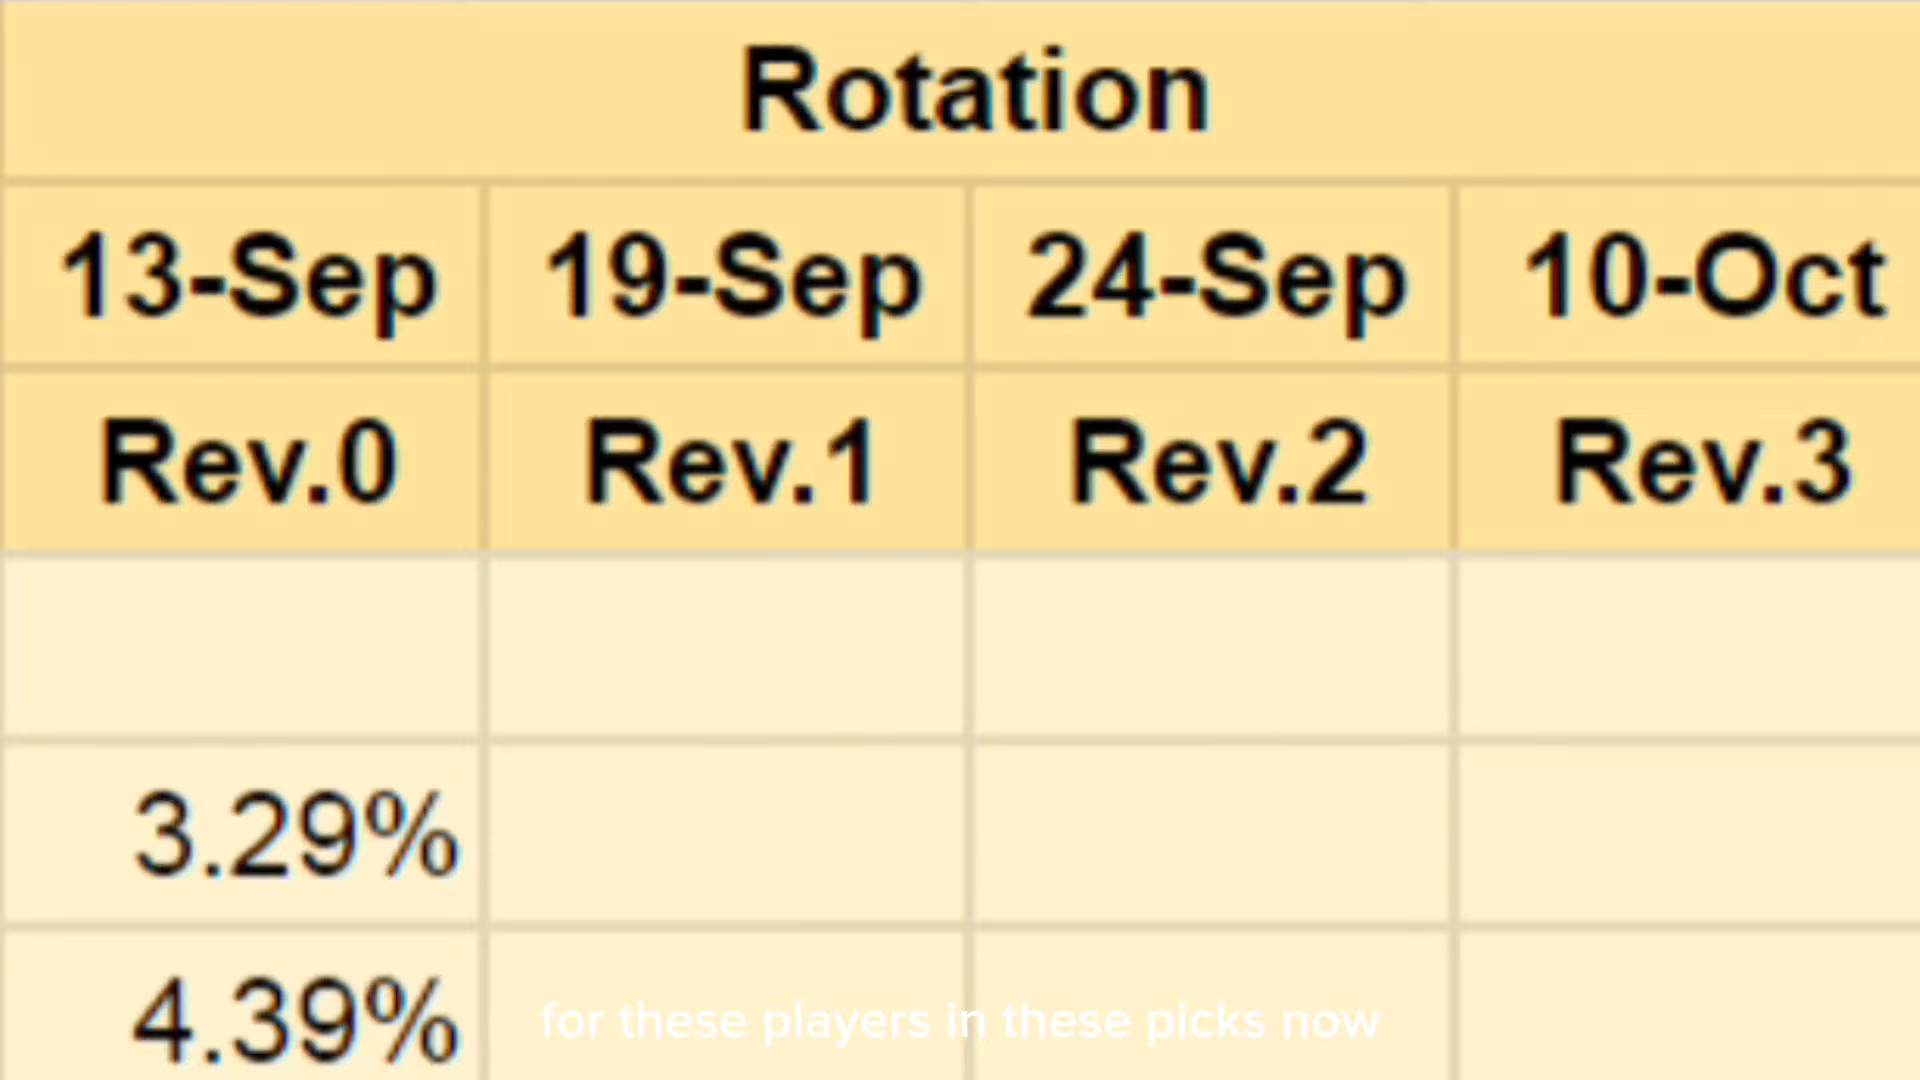 Rotation
13-Sep 19-Sep 24-Sep 10-Oct
Rev.0 Rev.1 Rev.2 Rev.3
3.29%
4.39%
for these players in these picks now